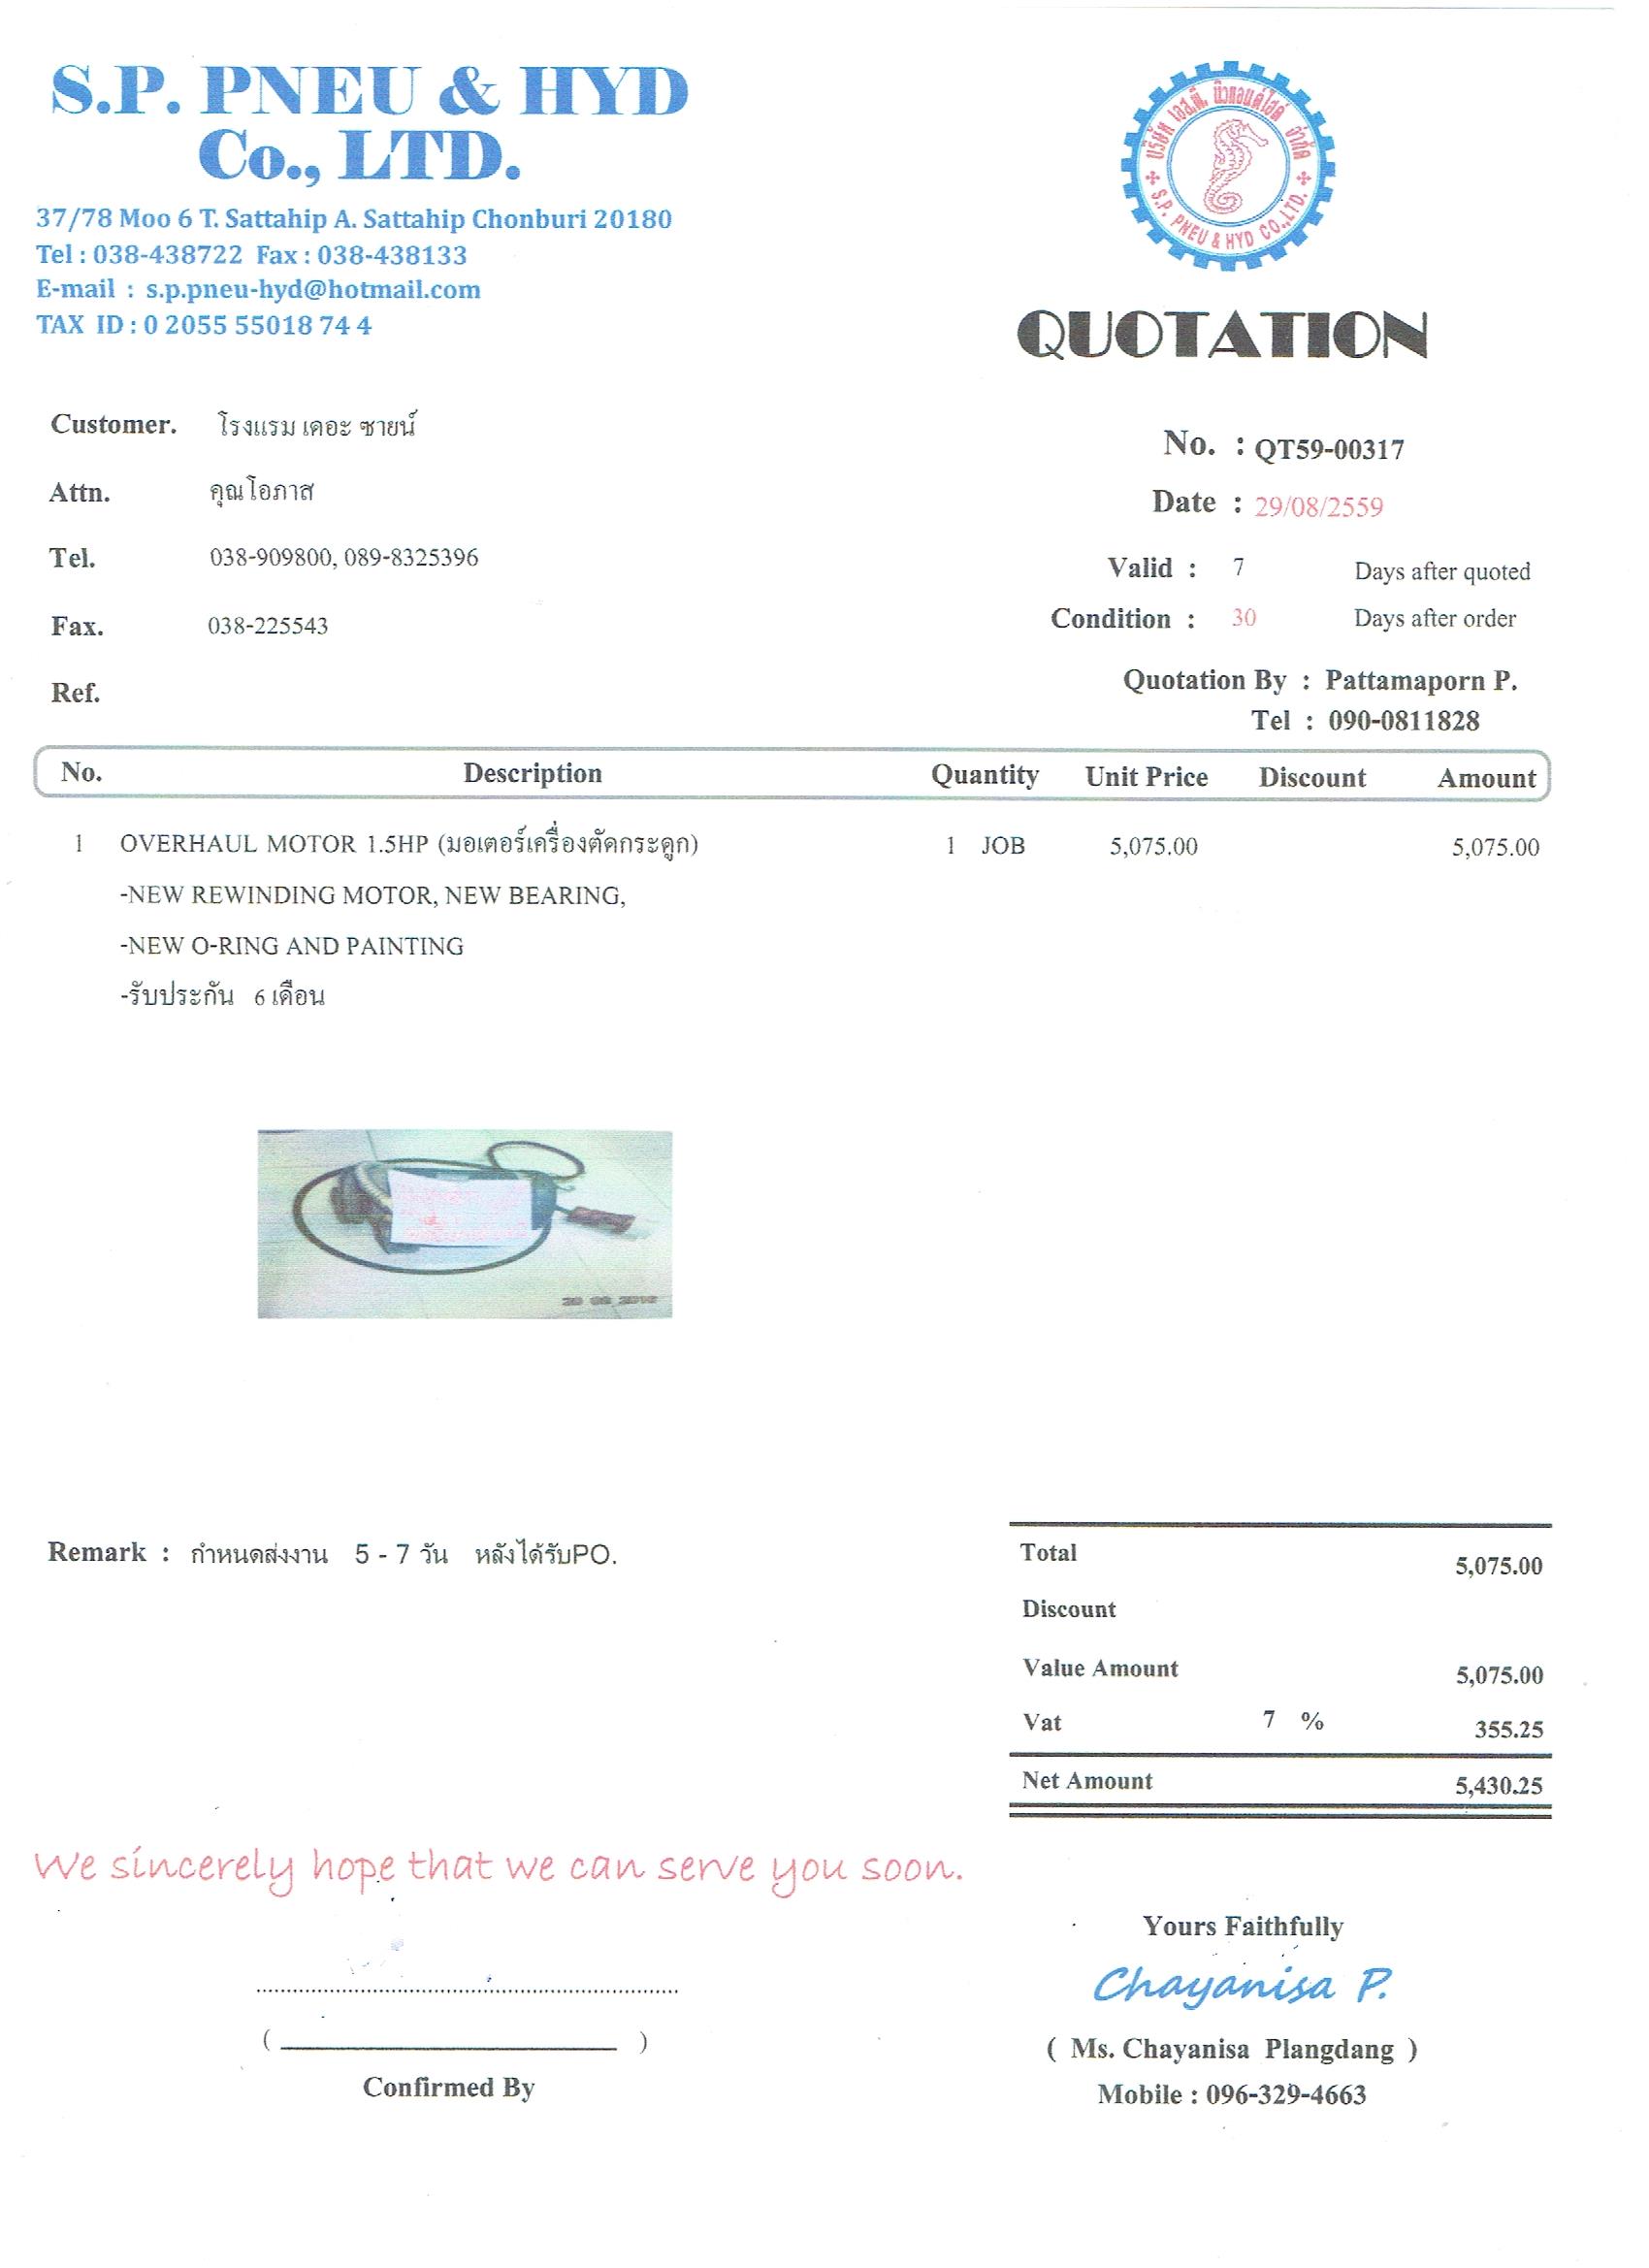 S.P. PNEU & HYD
Co., LTD.
37/78 Moo 6 T. Sattahip A. Sattahip Chonburi 20180
Tel : 038-438722 Fax : 038-438133
E-mail : s.p.pneu-hyd@hotmail.com
TAX ID : 0 2055 55018 74 4
บริษัท เอส.พี. นิวแอนด์ไฮด์ จำกัด
S.P. PNEU & HYD CO.,LTD.
QUOTATION
Customer. โรงแรม เดอะ ซายน์
Attn. คุณโอภาส
Tel. 038-909800, 089-8325396
Fax. 038-225543
Ref.
No. : QT59-00317
Date : 29/08/2559
Valid : 7 Days after quoted
Condition : 30 Days after order
Quotation By : Pattamaporn P.
Tel : 090-0811828
No. Description Quantity Unit Price Discount Amount
1 OVERHAUL MOTOR 1.5HP (มอเตอร์เครื่องตัดกระดูก) 1 JOB 5,075.00 5,075.00
-NEW REWINDING MOTOR, NEW BEARING,
-NEW O-RING AND PAINTING
-รับประกัน 6 เดือน
Remark : กำหนดส่งงาน 5 - 7 วัน หลังได้รับPO.
Total 5,075.00
Discount
Value Amount 5,075.00
Vat 7 % 355.25
Net Amount 5,430.25
We sincerely hope that we can serve you soon.
Yours Faithfully
Chayanisa P.
( Ms. Chayanisa Plangdang )
Mobile : 096-329-4663
( )
Confirmed By